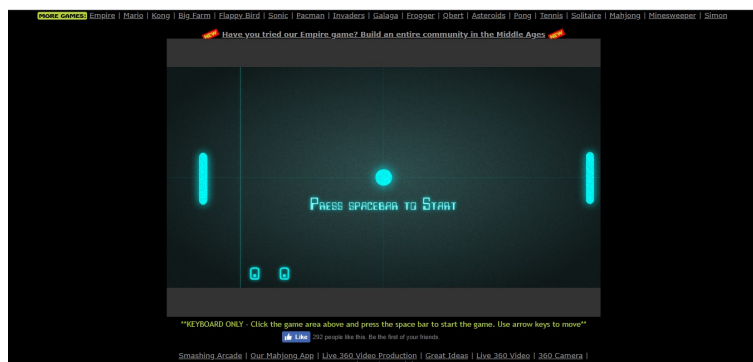 MORE GAMES: Empire | Mario | Kong | Big Farm | Flappy Bird | Sonic | Pacman | Invaders | Galaga | Frogger | Qbert | Asteroids | Pong | Tennis | Solitaire | Mahjong | Minesweeper | Simon
NEW Have you tried our Empire game? Build an entire community in the Middle Ages NEW
Press spacebar to Start
0 0
**KEYBOARD ONLY - Click the game area above and press the space bar to start the game. Use arrow keys to move**
Like 292 people like this. Be the first of your friends.
Smashing Arcade | Our Mahjong App | Live 360 Video Production | Great Ideas | Live 360 Video | 360 Camera |